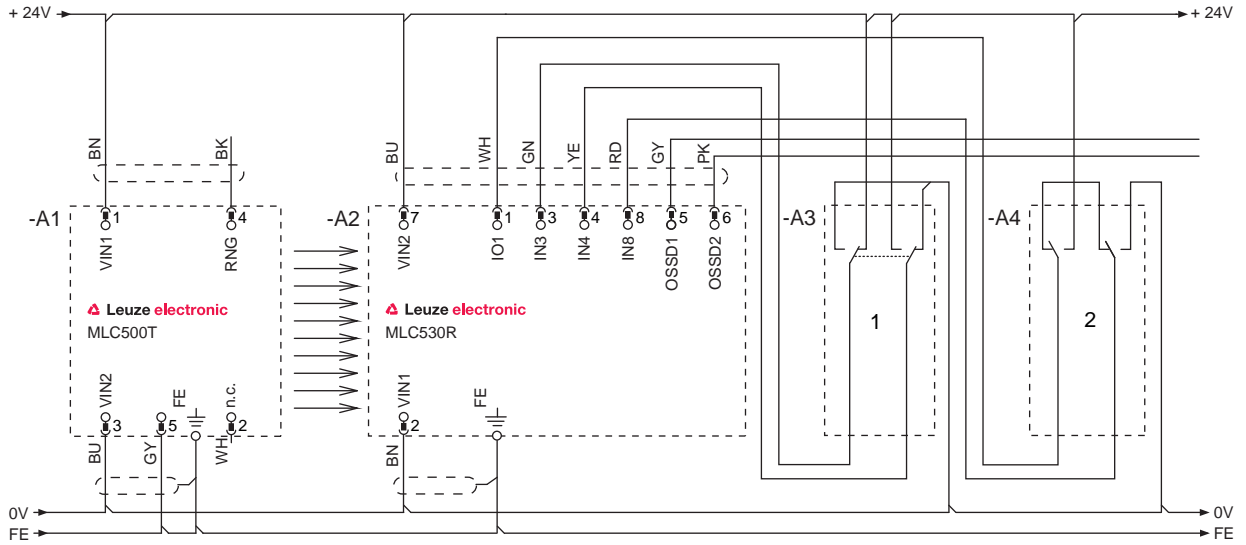 + 24V
+ 24V
BN
BK
BU
WH
GN
YE
RD
GY
PK
-A1
1
4
-A2
7
1
3
4
8
5
6
-A3
-A4
VIN1
RNG
VIN2
IO1
IN3
IN4
IN8
OSSD1
OSSD2
Leuze electronic
MLC500T
Leuze electronic
MLC530R
1
2
VIN2
FE
n.c.
VIN1
FE
3
5
2
2
BU
GY
WH
BN
0V
0V
FE
FE